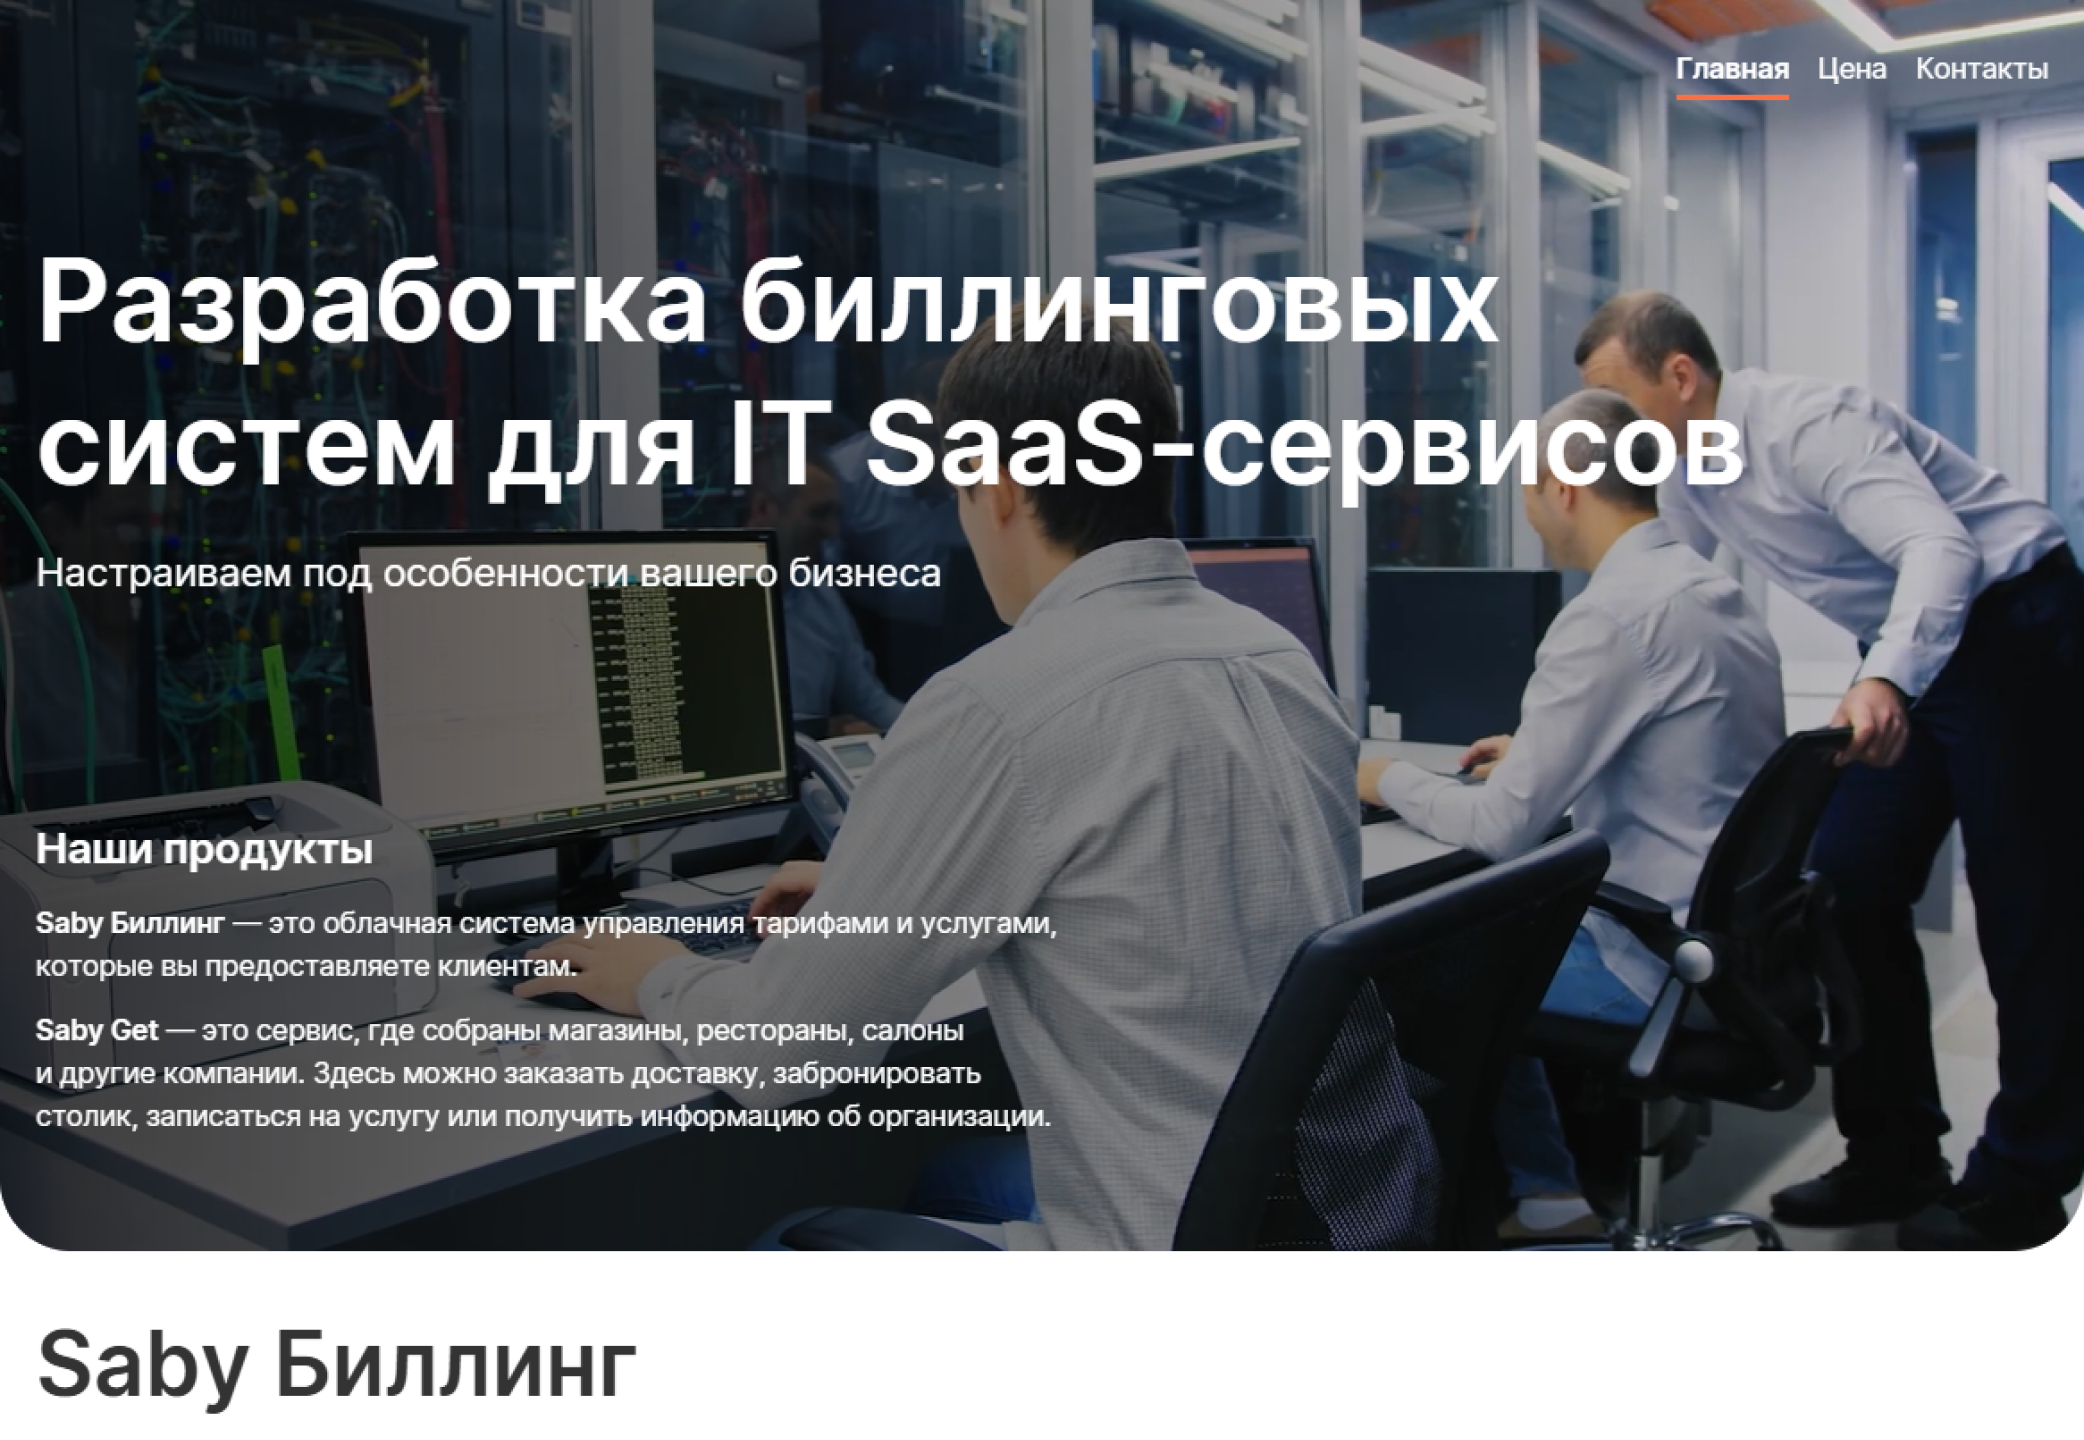 Главная Цена Контакты
Разработка биллинговых
систем для IT SaaS-сервисов
Настраиваем под особенности вашего бизнеса
Наши продукты
Saby Биллинг — это облачная система управления тарифами и услугами,
которые вы предоставляете клиентам.
Saby Get — это сервис, где собраны магазины, рестораны, салоны
и другие компании. Здесь можно заказать доставку, забронировать
столик, записаться на услугу или получить информацию об организации.
Saby Биллинг